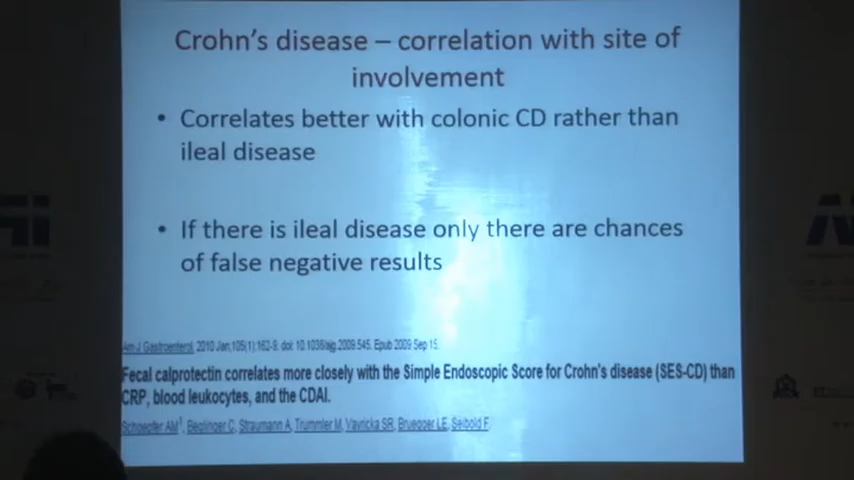 Crohn's disease – correlation with site of
involvement
• Correlates better with colonic CD rather than
ileal disease
• If there is ileal disease only there are chances
of false negative results
Am J Gastroenterol. 2010 Jan;105(1):162-9. doi: 10.1038/ajg.2009.545. Epub 2009 Sep 15.
Fecal calprotectin correlates more closely with the Simple Endoscopic Score for Crohn's disease (SES-CD) than
CRP, blood leukocytes, and the CDAI.
Schoepfer AM1, Beglinger C, Straumann A, Trummler M, Vavricka SR, Bruegger LE, Seibold F.